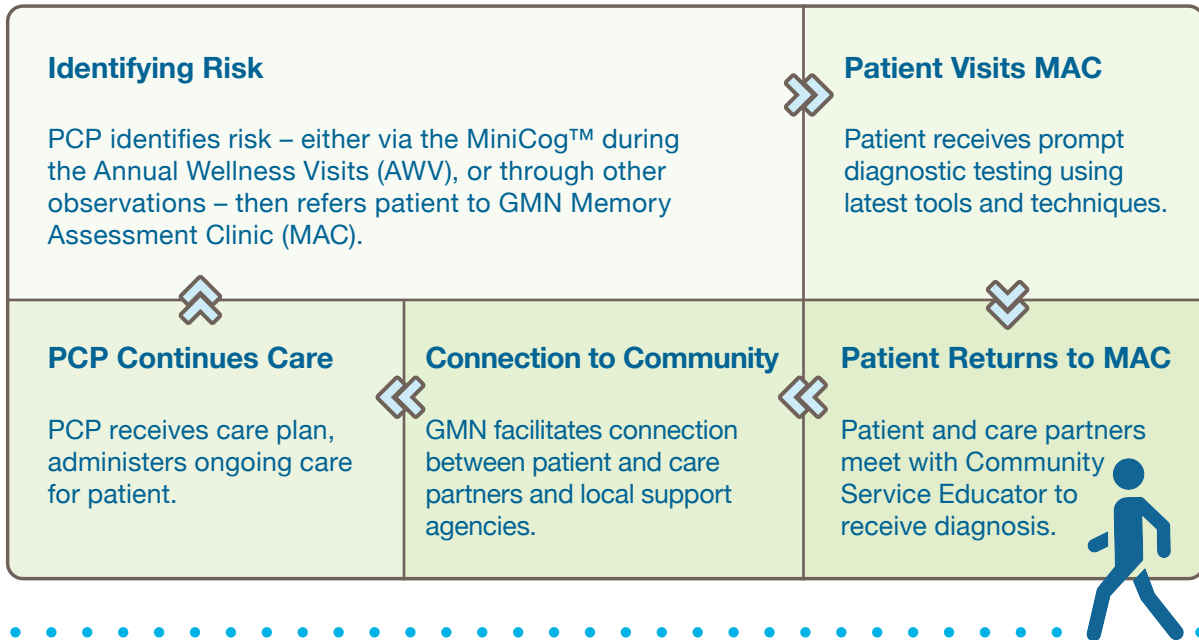 Identifying Risk
PCP identifies risk – either via the MiniCog™ during
the Annual Wellness Visits (AWV), or through other
observations – then refers patient to GMN Memory
Assessment Clinic (MAC).
Patient Visits MAC
Patient receives prompt
diagnostic testing using
latest tools and techniques.
PCP Continues Care
PCP receives care plan,
administers ongoing care
for patient.
Connection to Community
GMN facilitates connection
between patient and care
partners and local support
agencies.
Patient Returns to MAC
Patient and care partners
meet with Community
Service Educator to
receive diagnosis.